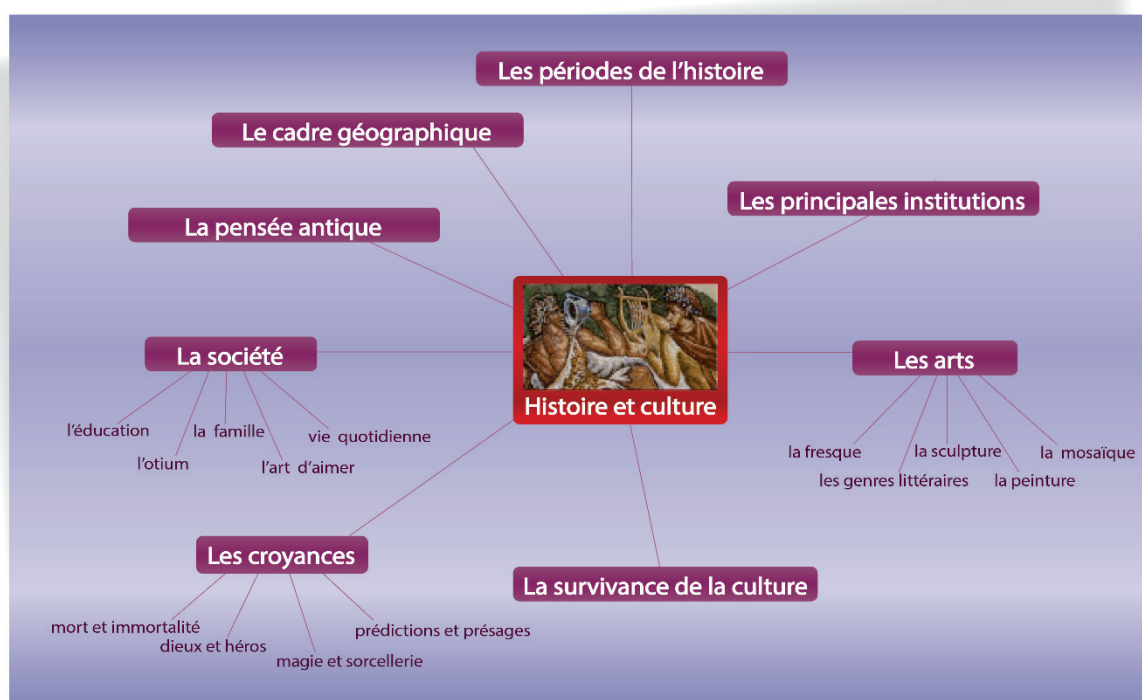 Les périodes de l'histoire
Le cadre géographique
Les principales institutions
La pensée antique
Histoire et culture
La société
l'éducation
la famille
vie quotidienne
l'otium
l'art d'aimer
Les arts
la fresque
la sculpture
la mosaïque
les genres littéraires
la peinture
Les croyances
mort et immortalité
prédictions et présages
dieux et héros
magie et sorcellerie
La survivance de la culture